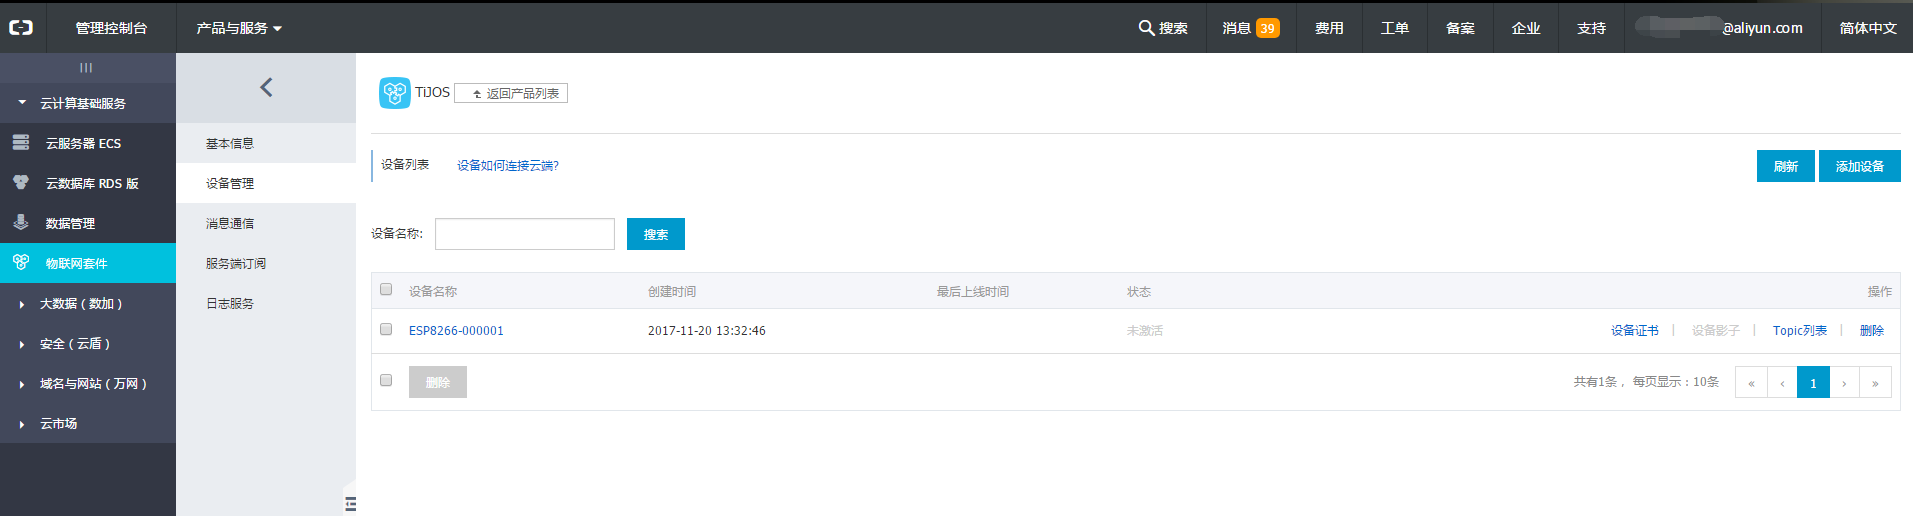 管理控制台 产品与服务 搜索 消息 39 费用 工单 备案 企业 支持 @aliyun.com 简体中文
云计算基础服务
云服务器 ECS
云数据库 RDS 版
数据管理
物联网套件
大数据（数加）
安全（云盾）
域名与网站（万网）
云市场
基本信息
设备管理
消息通信
服务端订阅
日志服务
TiJOS 返回产品列表
设备列表 设备如何连接云端? 刷新 添加设备
设备名称: 搜索
设备名称 创建时间 最后上线时间 状态 操作
ESP8266-000001 2017-11-20 13:32:46 未激活 设备证书 | 设备影子 | Topic列表 | 删除
删除 共有1条， 每页显示：10条 « ‹ 1 › »